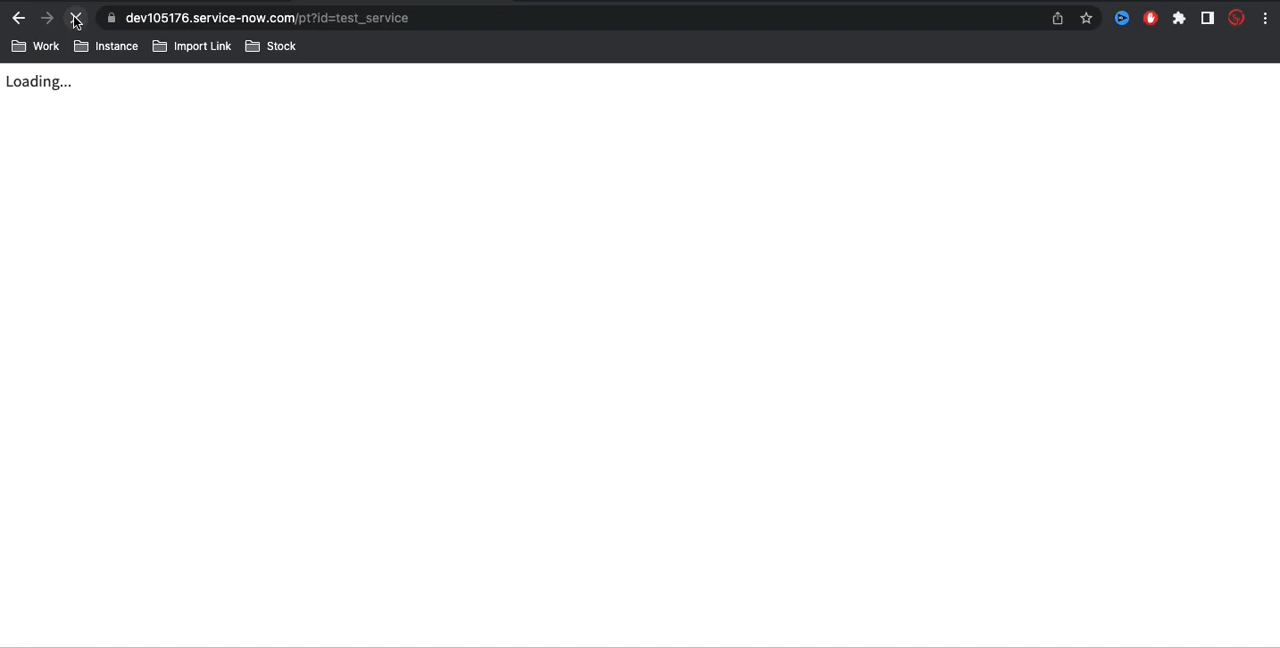 dev105176.service-now.com/pt?id=test_service
Work Instance Import Link Stock
Loading...